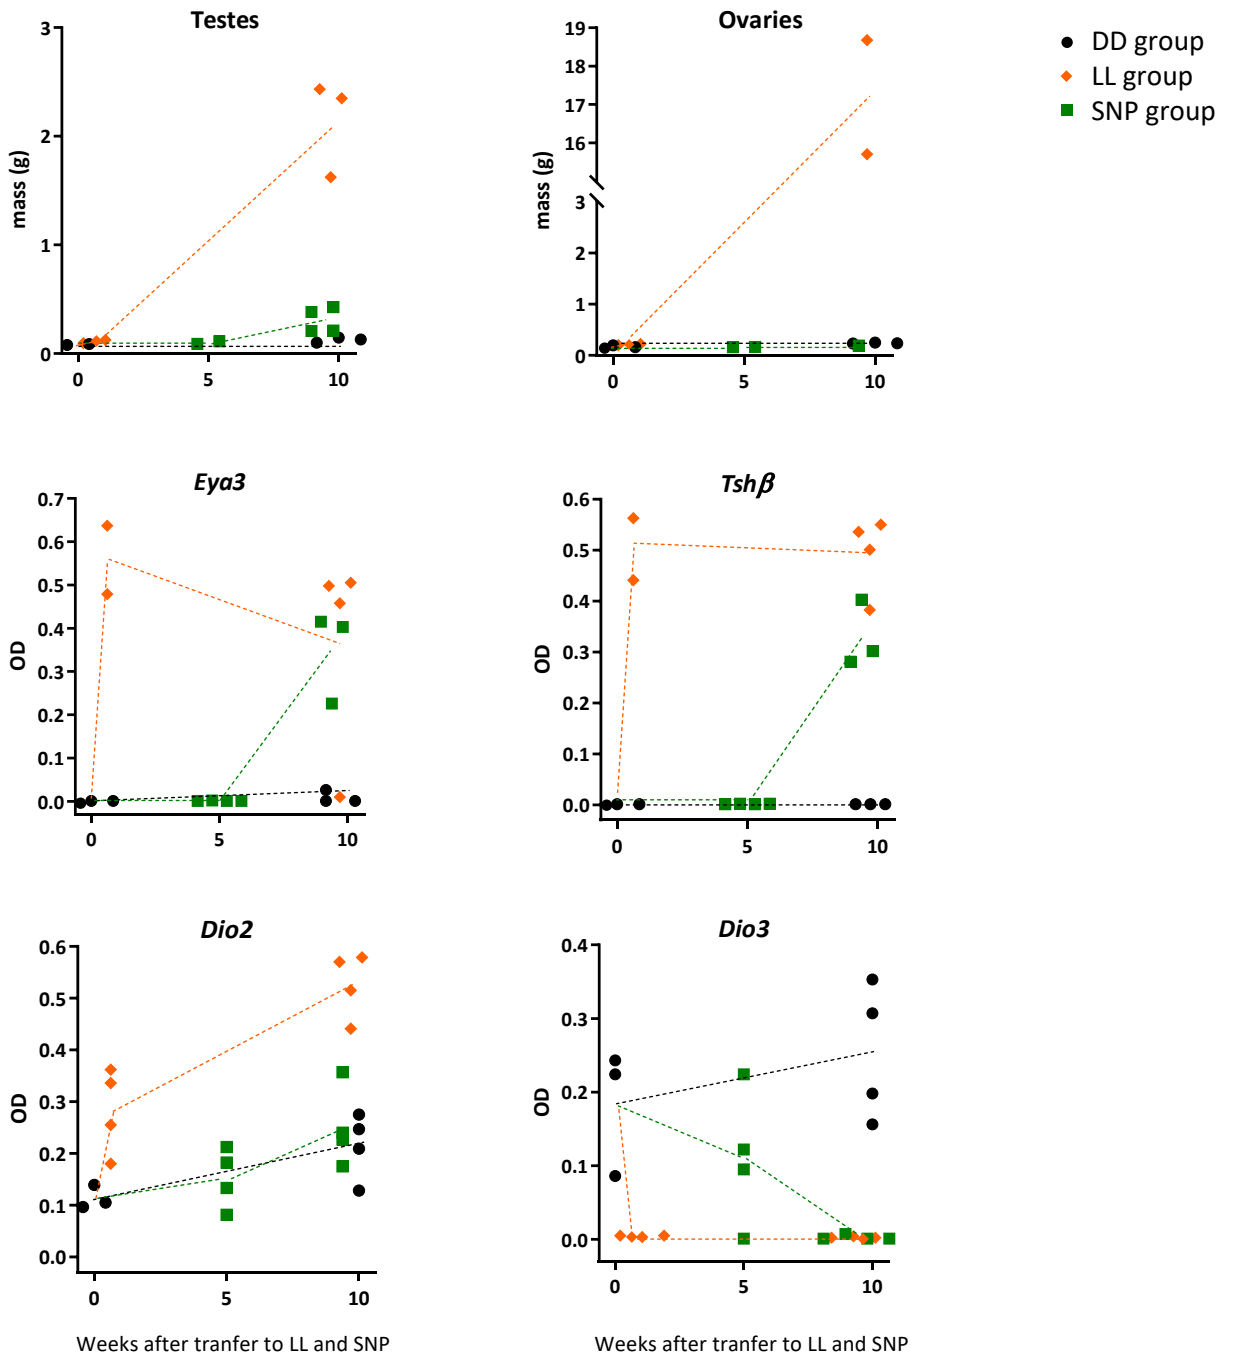 Testes
Ovaries
DD group
LL group
SNP group
mass (g)
3
2
1
0
0 5 10
mass (g)
19
18
17
16
3
2
1
0
0 5 10
Eya3
Tshβ
OD
0.7
0.6
0.5
0.4
0.3
0.2
0.1
0.0
0 5 10
OD
0.6
0.5
0.4
0.3
0.2
0.1
0.0
0 5 10
Dio2
Dio3
OD
0.6
0.5
0.4
0.3
0.2
0.1
0.0
0 5 10
OD
0.4
0.3
0.2
0.1
0.0
0 5 10
Weeks after tranfer to LL and SNP
Weeks after tranfer to LL and SNP